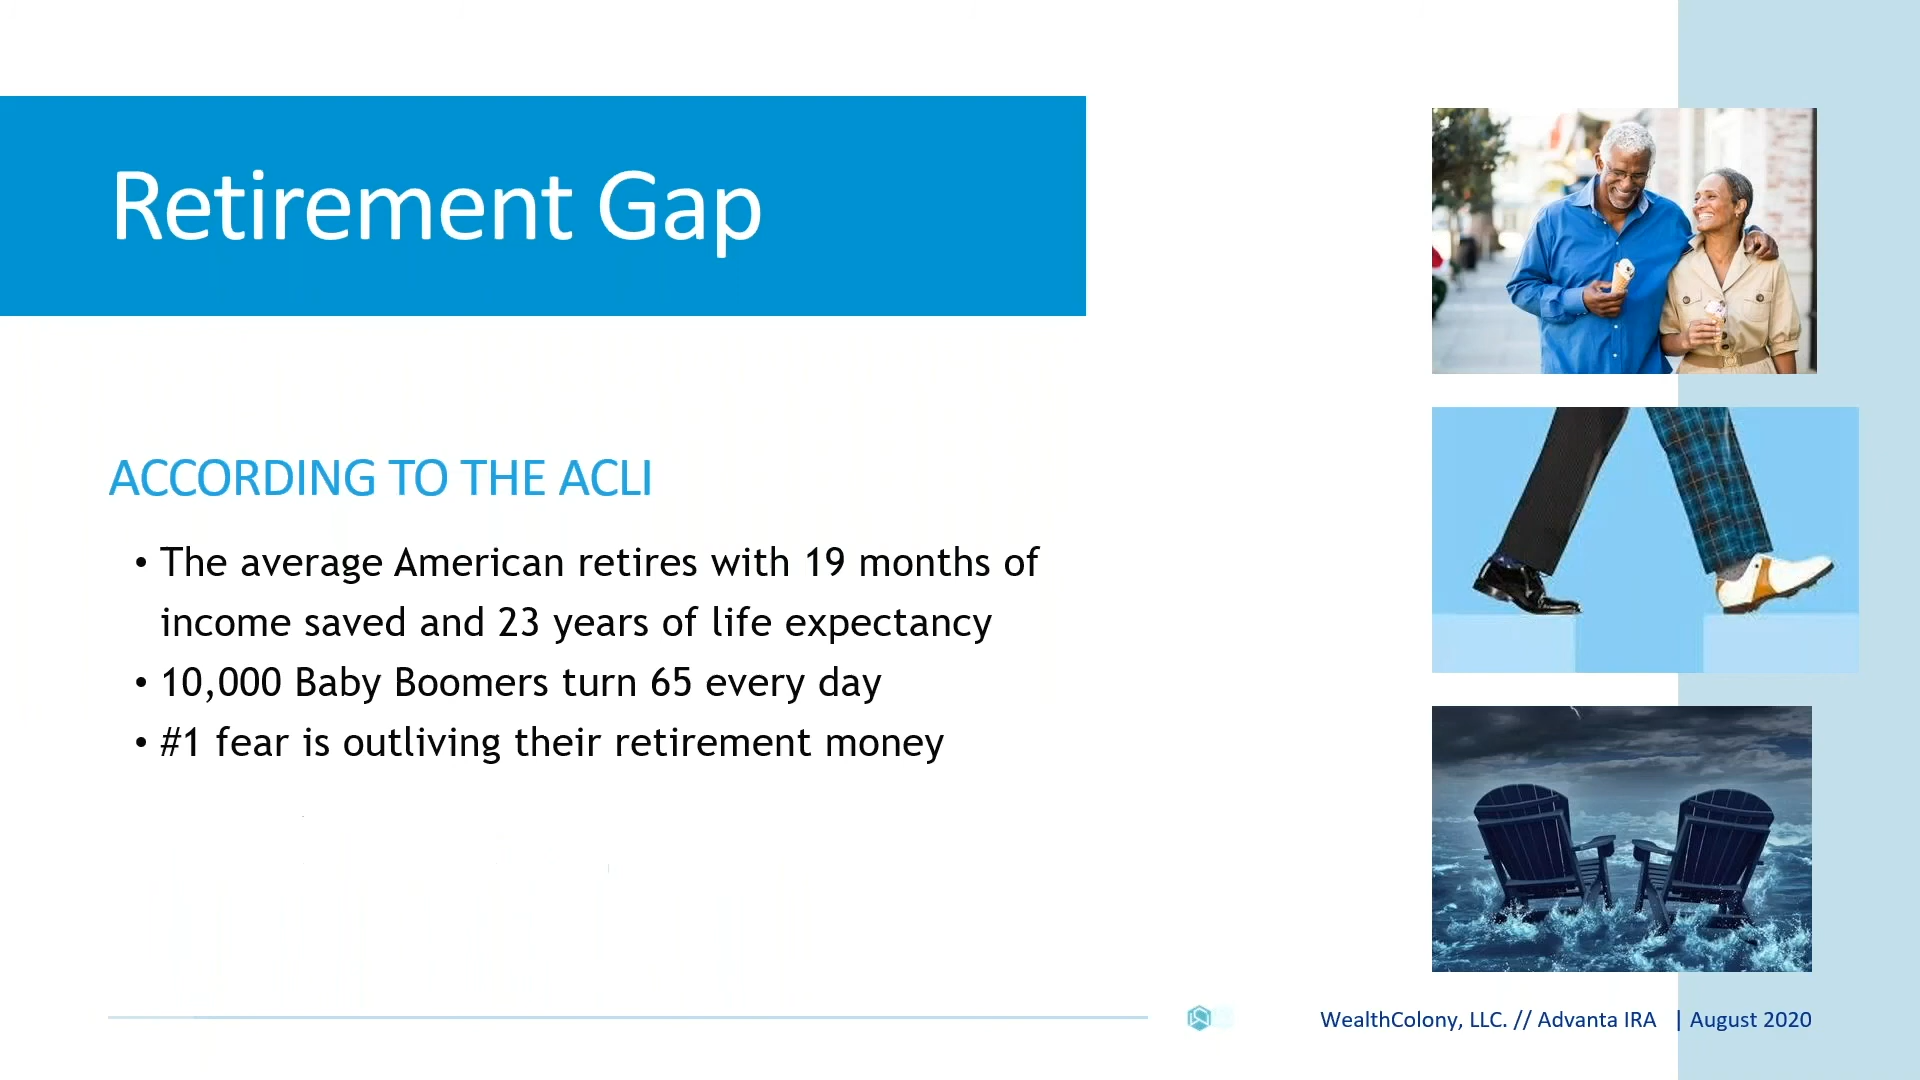 Retirement Gap
ACCORDING TO THE ACLI
• The average American retires with 19 months of
income saved and 23 years of life expectancy
• 10,000 Baby Boomers turn 65 every day
• #1 fear is outliving their retirement money
WealthColony, LLC. // Advanta IRA | August 2020